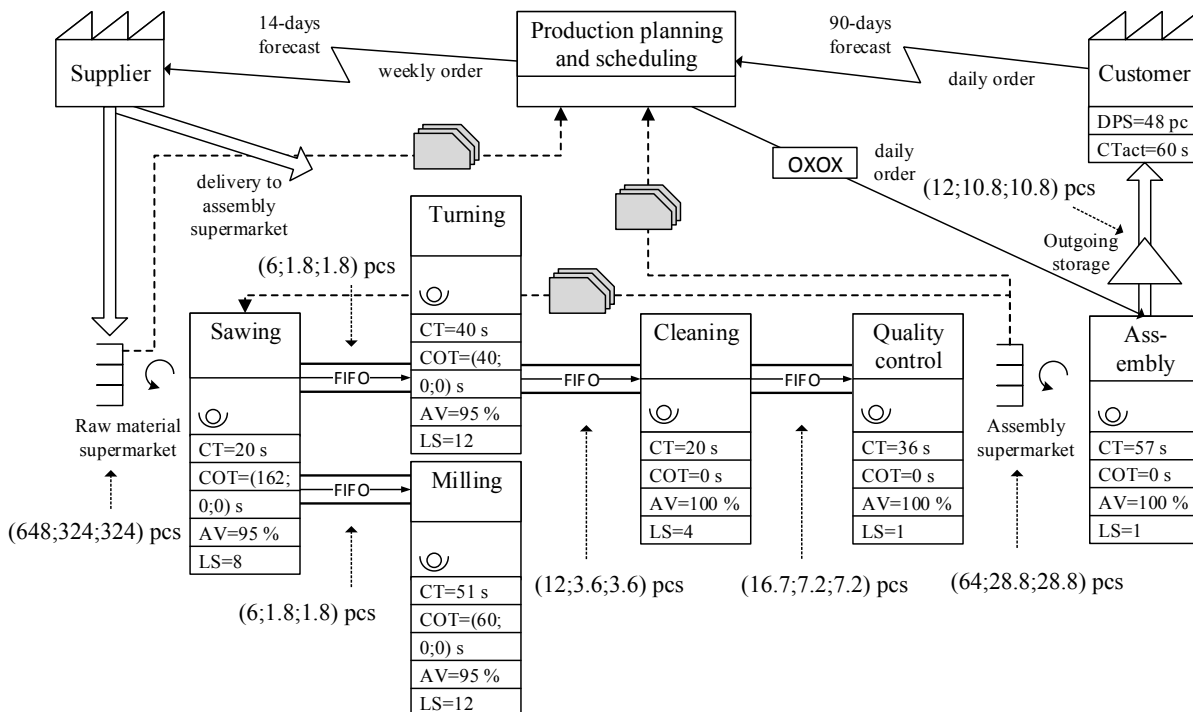 14-days
forecast
Supplier
weekly order
Production planning
and scheduling
90-days
forecast
daily order
Customer
DPS=48 pc
CTact=60 s
OXOX
daily
order
delivery to
assembly
supermarket
(12;10.8;10.8) pcs
Outgoing
storage
(6;1.8;1.8) pcs
Turning
CT=40 s
COT=(40;
0;0) s
AV=95 %
LS=12
Sawing
CT=20 s
COT=(162;
0;0) s
AV=95 %
LS=8
FIFO
FIFO
FIFO
FIFO
Cleaning
CT=20 s
COT=0 s
AV=100 %
LS=4
Quality
control
CT=36 s
COT=0 s
AV=100 %
LS=1
Ass-
embly
CT=57 s
COT=0 s
AV=100 %
LS=1
Raw material
supermarket
Assembly
supermarket
Milling
CT=51 s
COT=(60;
0;0) s
AV=95 %
LS=12
(648;324;324) pcs
(6;1.8;1.8) pcs
(12;3.6;3.6) pcs
(16.7;7.2;7.2) pcs
(64;28.8;28.8) pcs